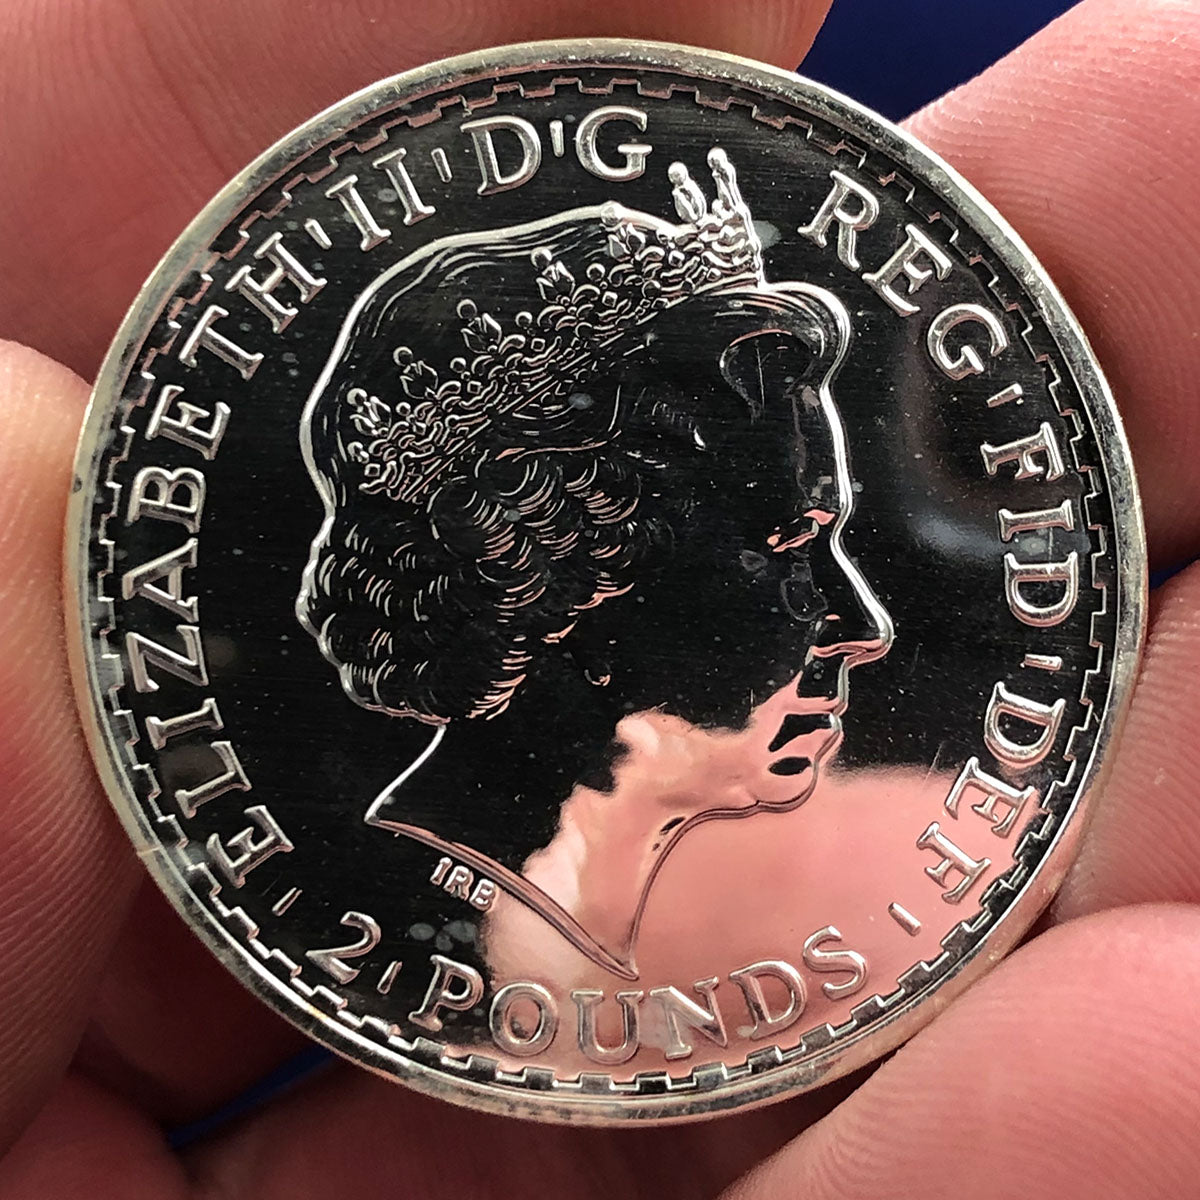 ELIZABETH'II'D'G REG'FID'DEF'
2'POUNDS'
IRB